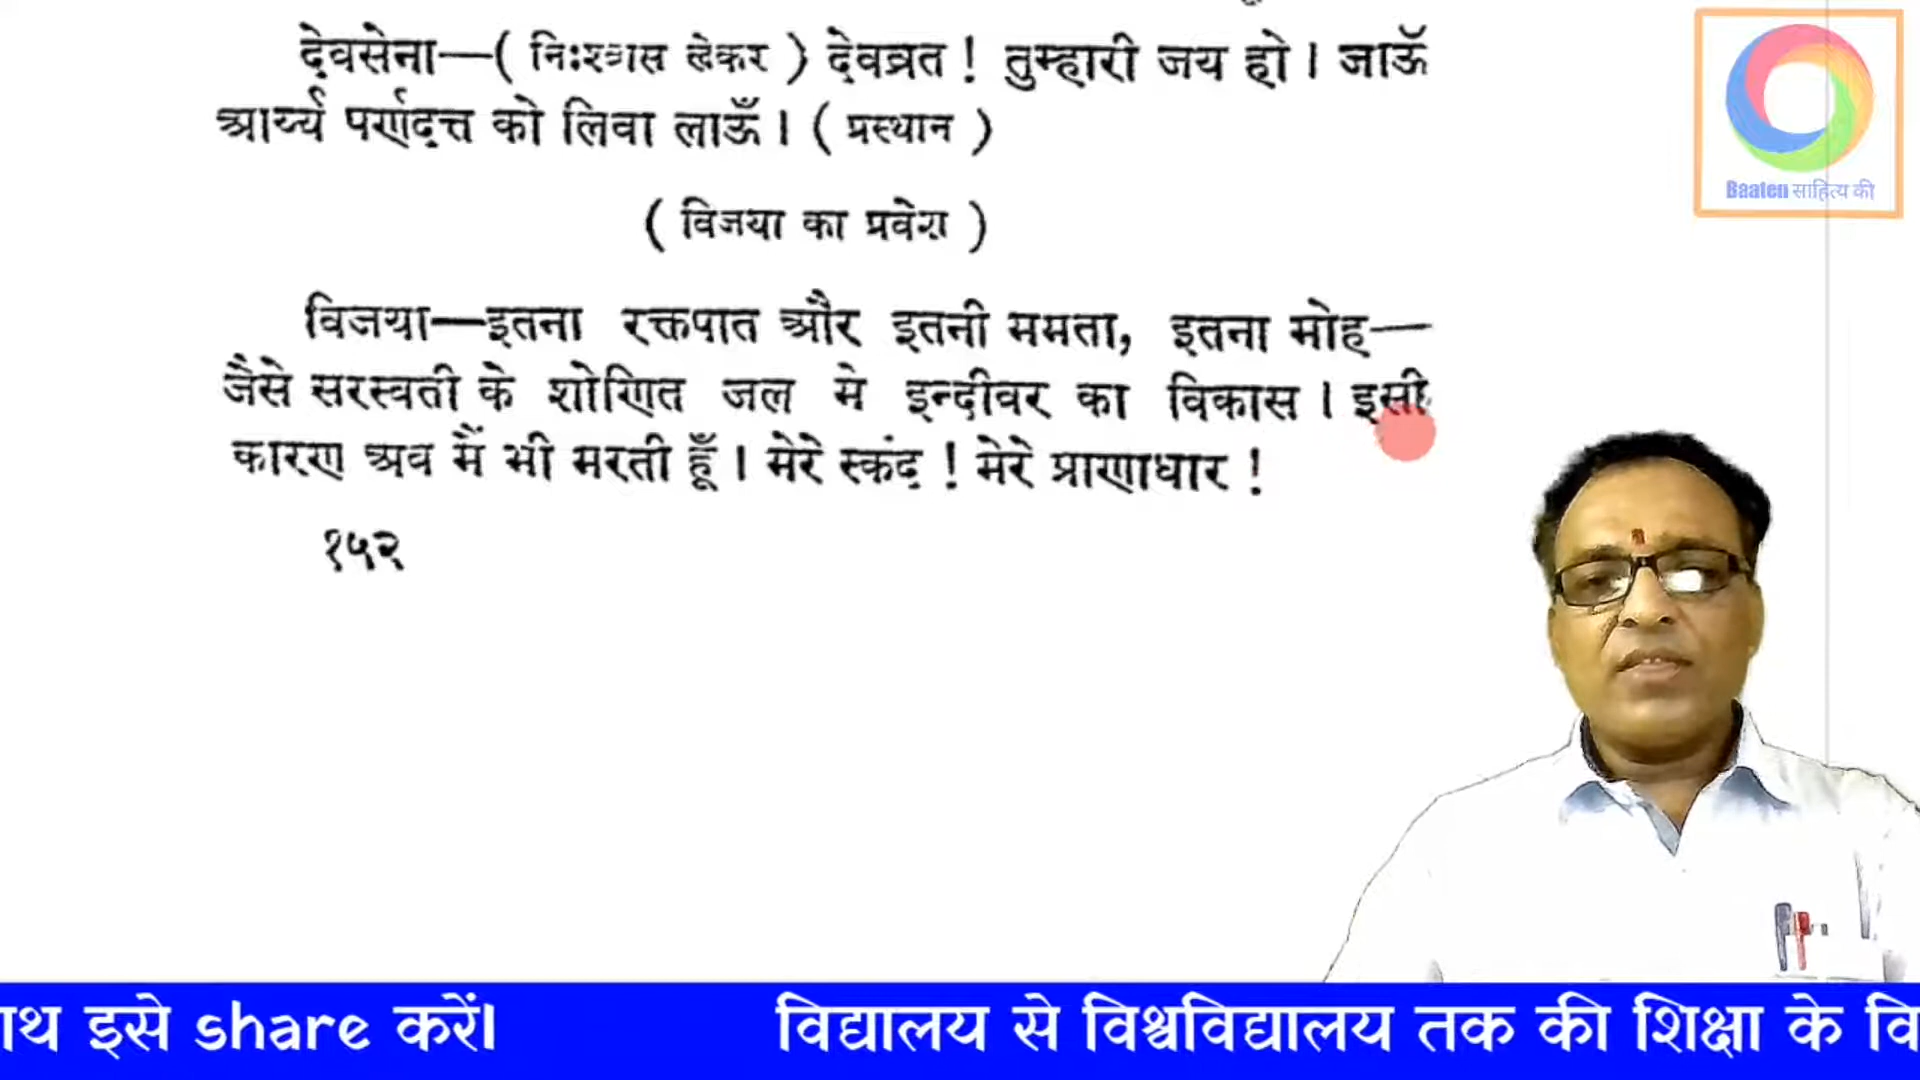 देवसेना—( निःश्वास लेकर ) देवव्रत ! तुम्हारी जय हो । जाऊँ
आर्य्य पर्णदत्त को लिवा लाऊँ । ( प्रस्थान )
( विजया का प्रवेश )
विजया—इतना रक्तपात और इतनी ममता, इतना मोह—
जैसे सरस्वती के शोणित जल मे इन्दीवर का विकास । इसी
कारण अब मैं भी मरती हूँ । मेरे स्कंद ! मेरे प्राणाधार !
१५२
Baaten साहित्य की
इसे share करें। विद्यालय से विश्वविद्यालय तक की शिक्षा के